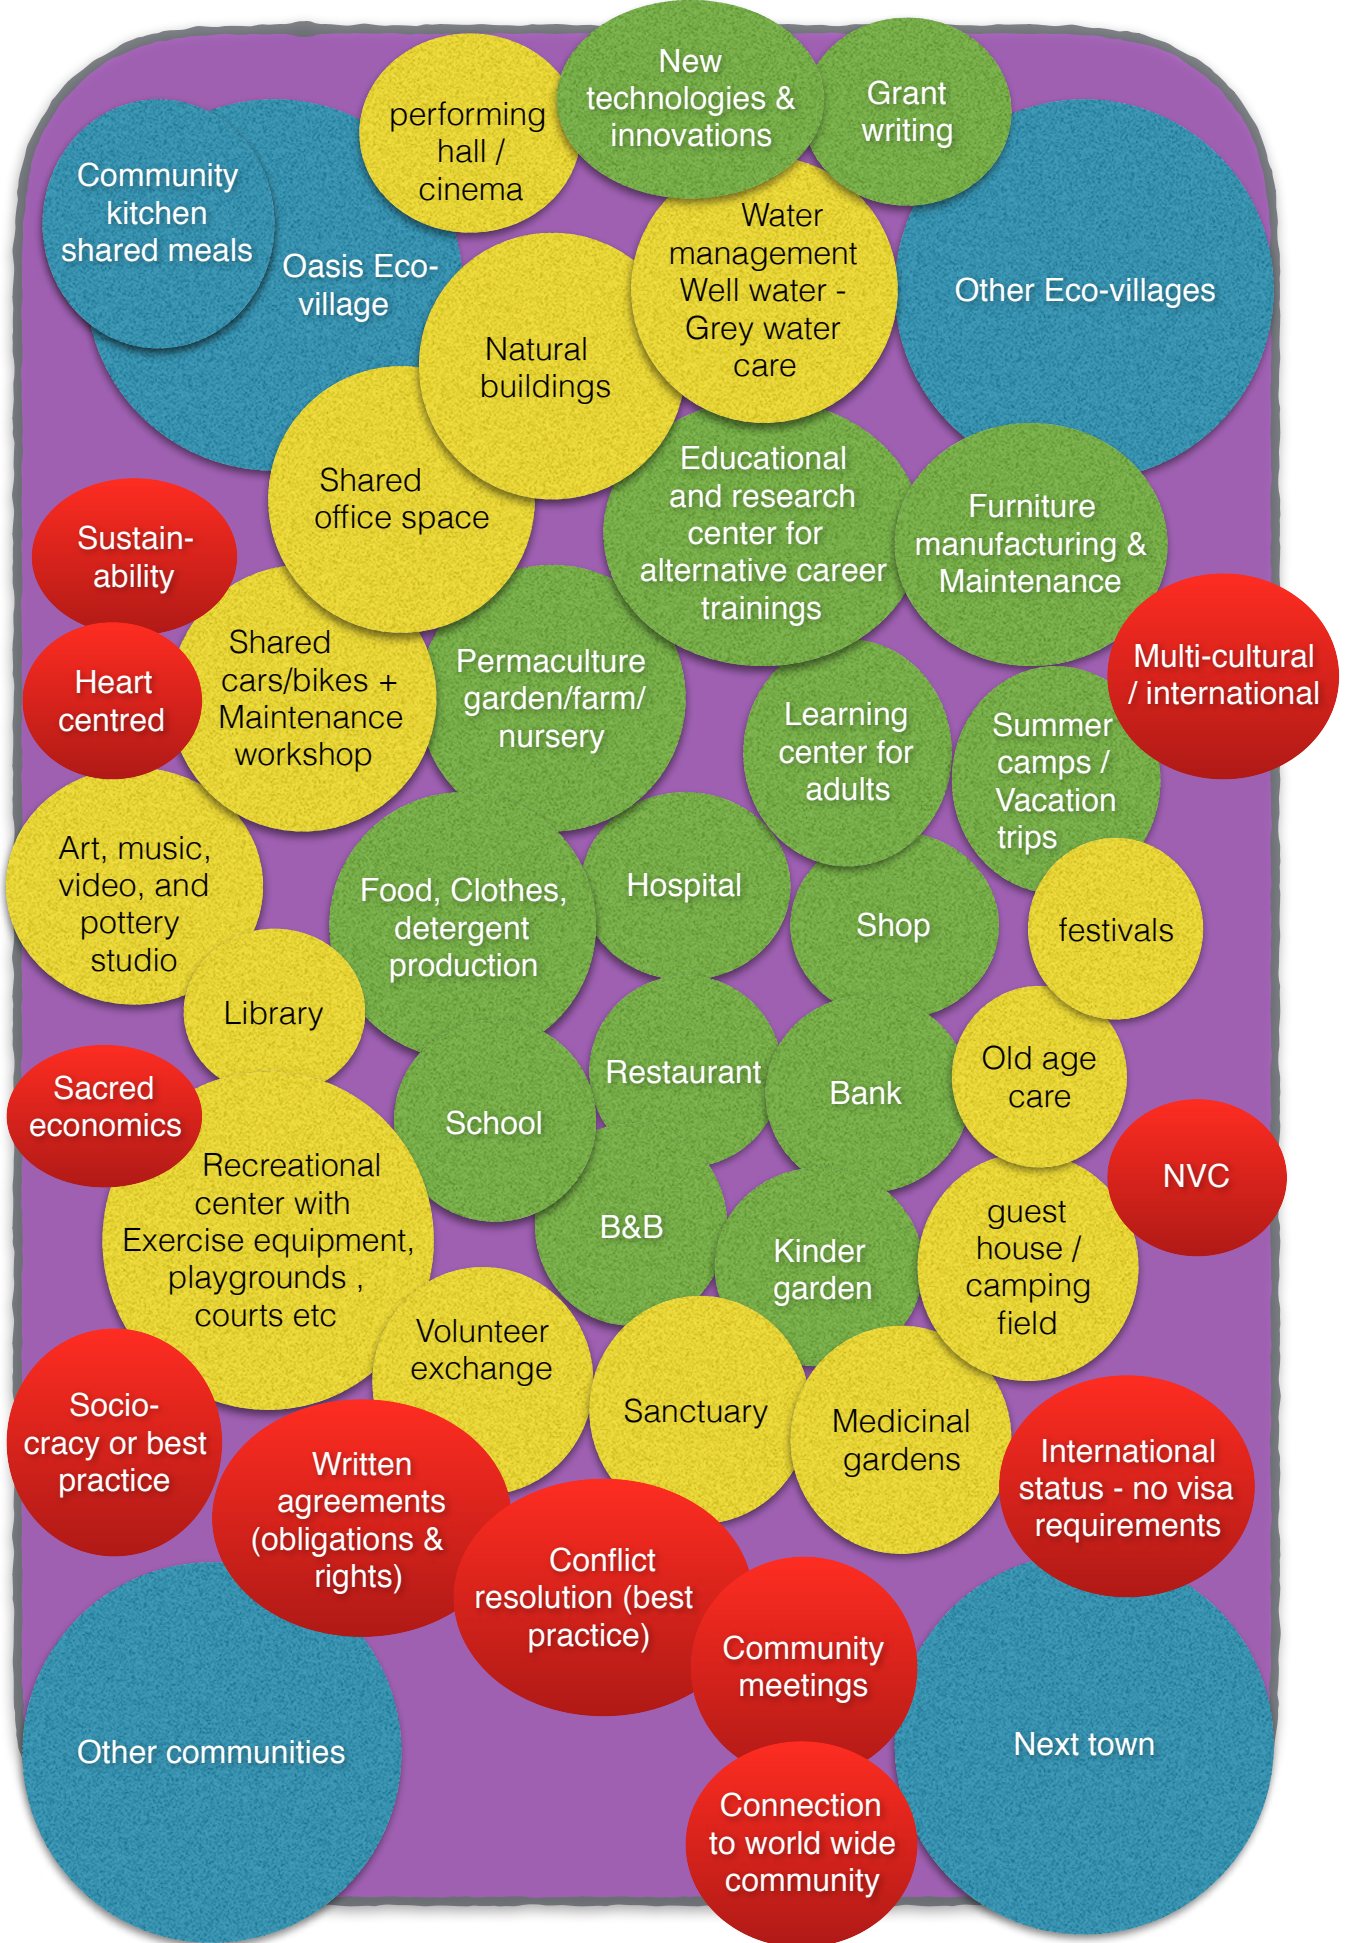 New
technologies &
innovations
Grant
writing
performing
hall /
cinema
Community
kitchen
shared meals
Oasis Eco-
village
Water
management
Well water -
Grey water
care
Other Eco-villages
Natural
buildings
Shared
office space
Educational
and research
center for
alternative career
trainings
Furniture
manufacturing &
Maintenance
Sustain-
ability
Heart
centred
Shared
cars/bikes +
Maintenance
workshop
Permaculture
garden/farm/
nursery
Learning
center for
adults
Summer
camps /
Vacation
trips
Multi-cultural
/ international
Art, music,
video, and
pottery
studio
Food, Clothes,
detergent
production
Hospital
Shop
festivals
Library
Sacred
economics
School
Restaurant
Bank
Old age
care
NVC
Recreational
center with
Exercise equipment,
playgrounds ,
courts etc
B&B
Kinder
garden
guest
house /
camping
field
Volunteer
exchange
Sanctuary
Medicinal
gardens
Socio-
cracy or best
practice
Written
agreements
(obligations &
rights)
Conflict
resolution (best
practice)
International
status - no visa
requirements
Community
meetings
Other communities
Next town
Connection
to world wide
community